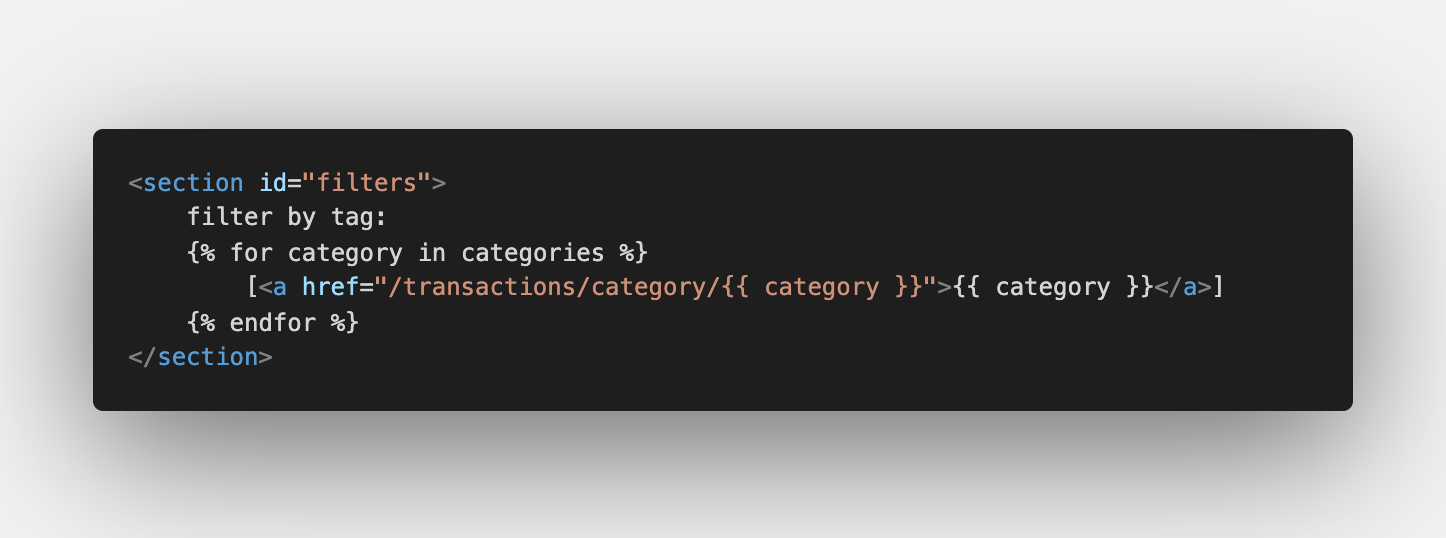 <section id="filters">
    filter by tag:
    {% for category in categories %}
        [<a href="/transactions/category/{{ category }}">{{ category }}</a>]
    {% endfor %}
</section>